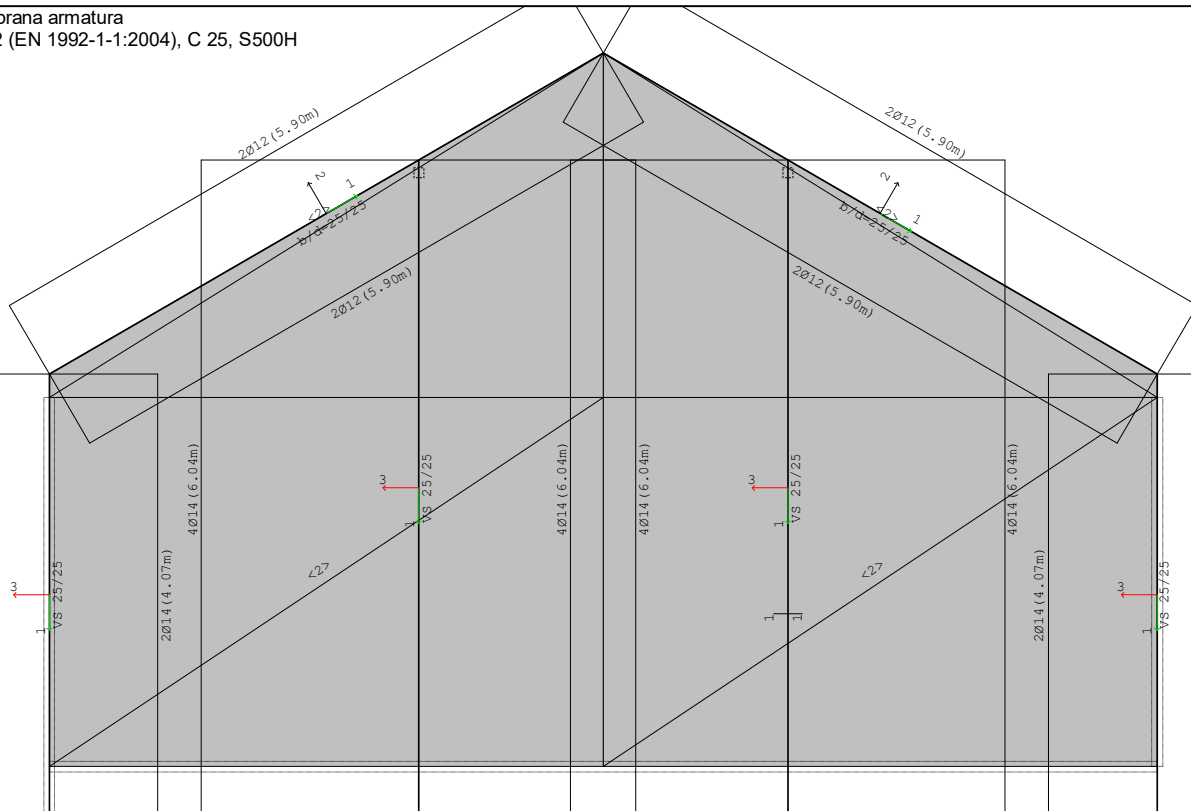 orana armatura
2 (EN 1992-1-1:2004), C 25, S500H
2Ø12(5.90m)
2Ø12(5.90m)
2
1
<2>
b/d=25/25
2
1
<2>
b/d=25/25
2Ø12(5.90m)
2Ø12(5.90m)
4Ø14(6.04m)
3
1
VS 25/25
4Ø14(6.04m)
4Ø14(6.04m)
3
1
VS 25/25
4Ø14(6.04m)
3
1
VS 25/25
2Ø14(4.07m)
<2>
<2>
1
1
2Ø14(4.07m)
3
1
VS 25/25